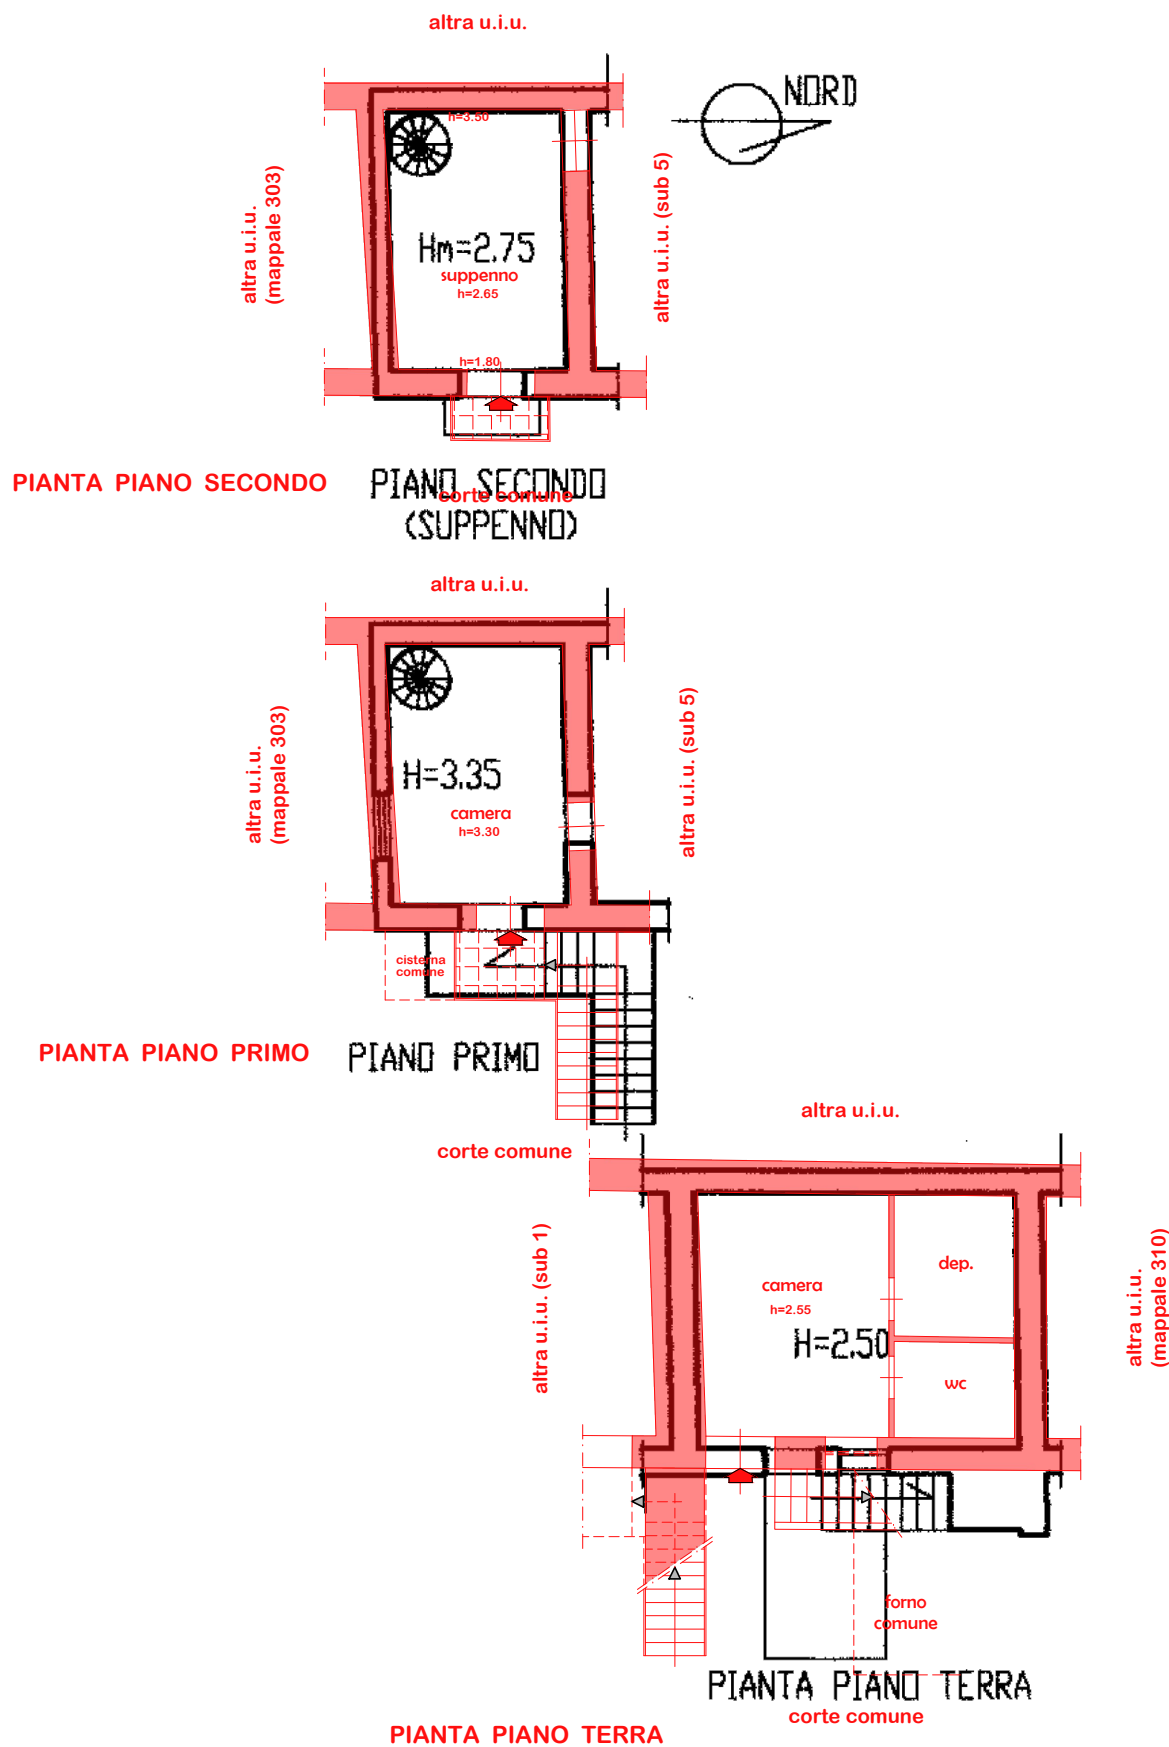 altra u.i.u.
NORD
h=3.50
altra u.i.u.
(mappale 303)
altra u.i.u. (sub 5)
Hm=2.75
suppenno
h=2.65
h=1.80
PIANTA PIANO SECONDO
PIANO SECONDO
corte comune
(SUPPENNO)
altra u.i.u.
altra u.i.u.
(mappale 303)
altra u.i.u. (sub 5)
H=3.35
camera
h=3.30
cisterna
comune
PIANTA PIANO PRIMO
PIANO PRIMO
altra u.i.u.
corte comune
altra u.i.u. (sub 1)
altra u.i.u.
(mappale 310)
dep.
camera
h=2.55
H=2.50
wc
forno
comune
PIANTA PIANO TERRA
corte comune
PIANTA PIANO TERRA